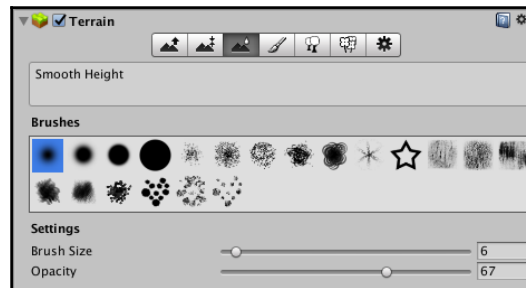 Terrain
Smooth Height
Brushes
Settings
Brush Size 6
Opacity 67